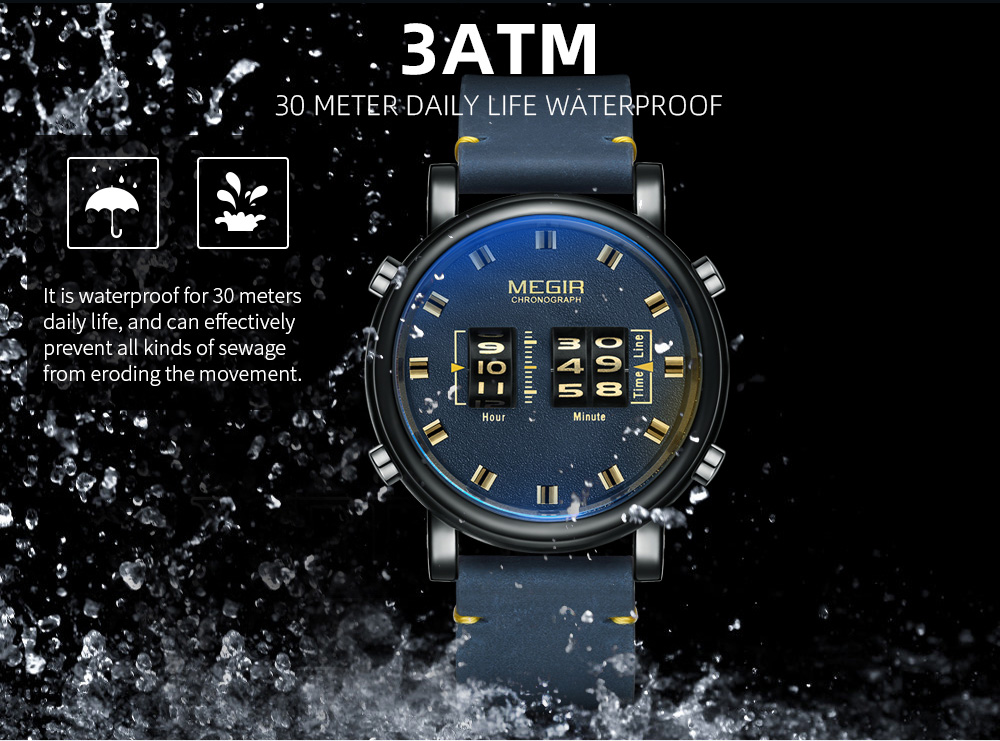 3ATM
30 METER DAILY LIFE WATERPROOF
It is waterproof for 30 meters
daily life, and can effectively
prevent all kinds of sewage
from eroding the movement.
MEGIR
CHRONOGRAPH
9
10
11
3 0
4 9
5 8
Time Line
Hour
Minute